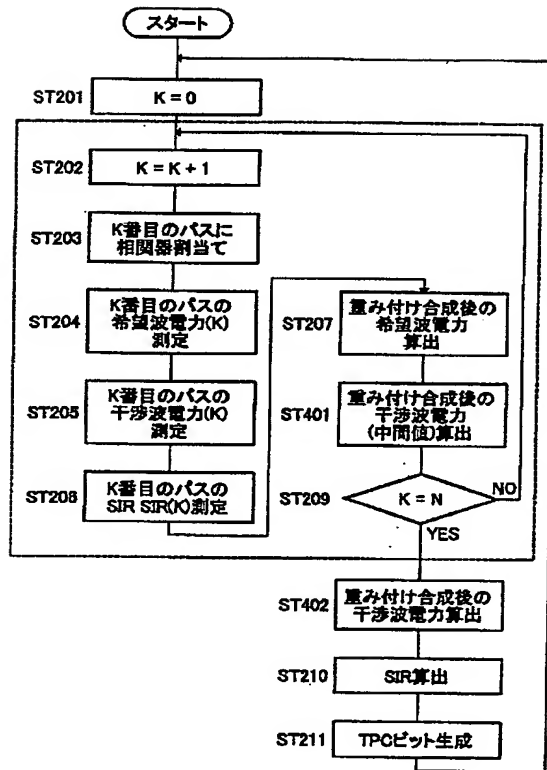 スタート
ST201
K = 0
ST202
K = K + 1
ST203
K番目のパスに
相関器割当て
ST204
K番目のパスの
希望波電力(K)
測定
ST205
K番目のパスの
干渉波電力(K)
測定
ST206
K番目のパスの
SIR SIR(K)測定
ST207
重み付け合成後の
希望波電力
算出
ST401
重み付け合成後の
干渉波電力
(中間値)算出
ST209
K = N
NO
YES
ST402
重み付け合成後の
干渉波電力算出
ST210
SIR算出
ST211
TPCビット生成